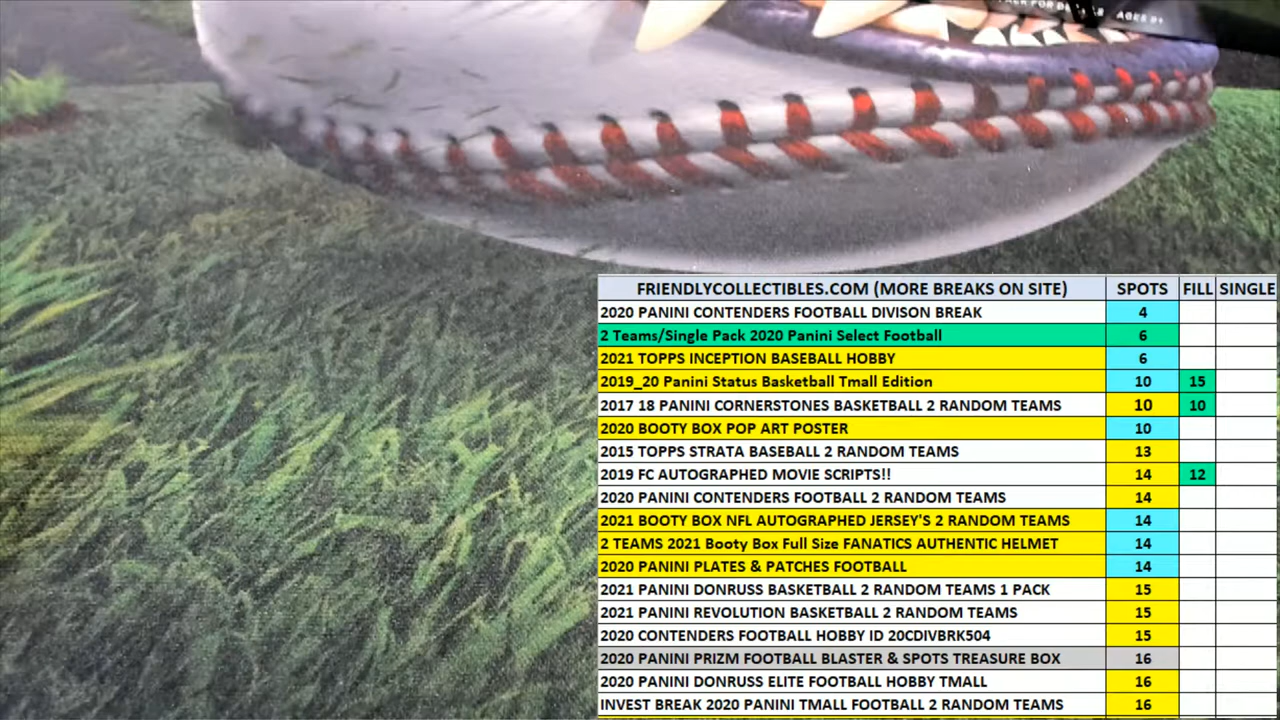 PACK FOR AGES 9+
FRIENDLYCOLLECTIBLES.COM (MORE BREAKS ON SITE) SPOTS FILL SINGLE
2020 PANINI CONTENDERS FOOTBALL DIVISON BREAK 4
2 Teams/Single Pack 2020 Panini Select Football 6
2021 TOPPS INCEPTION BASEBALL HOBBY 6
2019_20 Panini Status Basketball Tmall Edition 10 15
2017 18 PANINI CORNERSTONES BASKETBALL 2 RANDOM TEAMS 10 10
2020 BOOTY BOX POP ART POSTER 10
2015 TOPPS STRATA BASEBALL 2 RANDOM TEAMS 13
2019 FC AUTOGRAPHED MOVIE SCRIPTS!! 14 12
2020 PANINI CONTENDERS FOOTBALL 2 RANDOM TEAMS 14
2021 BOOTY BOX NFL AUTOGRAPHED JERSEY'S 2 RANDOM TEAMS 14
2 TEAMS 2021 Booty Box Full Size FANATICS AUTHENTIC HELMET 14
2020 PANINI PLATES & PATCHES FOOTBALL 14
2021 PANINI DONRUSS BASKETBALL 2 RANDOM TEAMS 1 PACK 15
2021 PANINI REVOLUTION BASKETBALL 2 RANDOM TEAMS 15
2020 CONTENDERS FOOTBALL HOBBY ID 20CDIVBRK504 15
2020 PANINI PRIZM FOOTBALL BLASTER & SPOTS TREASURE BOX 16
2020 PANINI DONRUSS ELITE FOOTBALL HOBBY TMALL 16
INVEST BREAK 2020 PANINI TMALL FOOTBALL 2 RANDOM TEAMS 16